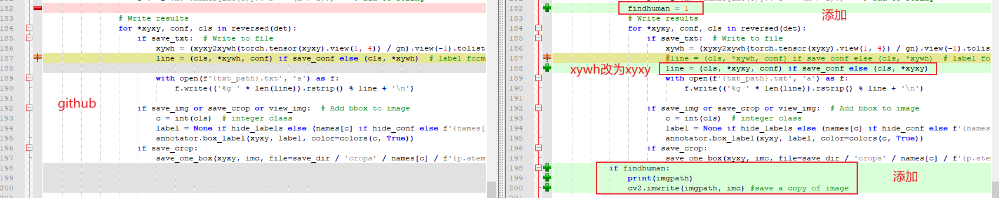 182
183 # Write results
184 for *xyxy, conf, cls in reversed(det):
185 if save_txt:  # Write to file
186 xywh = (xyxy2xywh(torch.tensor(xyxy).view(1, 4)) / gn).view(-1).tolist
187 line = (cls, *xywh, conf) if save_conf else (cls, *xywh)  # label form
188
189 with open(f'{txt_path}.txt', 'a') as f:
190 f.write(('%g ' * len(line)).rstrip() % line + '\n')
191
github
192 if save_img or save_crop or view_img:  # Add bbox to image
193 c = int(cls)  # integer class
194 label = None if hide_labels else (names[c] if hide_conf else f'{names[
195 annotator.box_label(xyxy, label, color=colors(c, True))
196 if save_crop:
197 save_one_box(xyxy, imc, file=save_dir / 'crops' / names[c] / f'{p.stem
198
199
200
182 findhuman = 1
添加
183 # Write results
184 for *xyxy, conf, cls in reversed(det):
185 if save_txt:  # Write to file
186 xywh = (xyxy2xywh(torch.tensor(xyxy).view(1, 4)) / gn).view(-1).tolis
187 #line = (cls, *xywh, conf) if save_conf else (cls, *xywh)  # label fo
xywh改为xyxy
188 line = (cls, *xyxy, conf) if save_conf else (cls, *xyxy)
189 with open(f'{txt_path}.txt', 'a') as f:
190 f.write(('%g ' * len(line)).rstrip() % line + '\n')
191
192 if save_img or save_crop or view_img:  # Add bbox to image
193 c = int(cls)  # integer class
194 label = None if hide_labels else (names[c] if hide_conf else f'{names
195 annotator.box_label(xyxy, label, color=colors(c, True))
196 if save_crop:
197 save_one_box(xyxy, imc, file=save_dir / 'crops' / names[c] / f'{p.ste
198 if findhuman:
199 print(imgpath)
200 cv2.imwrite(imgpath, imc) #save a copy of image
添加